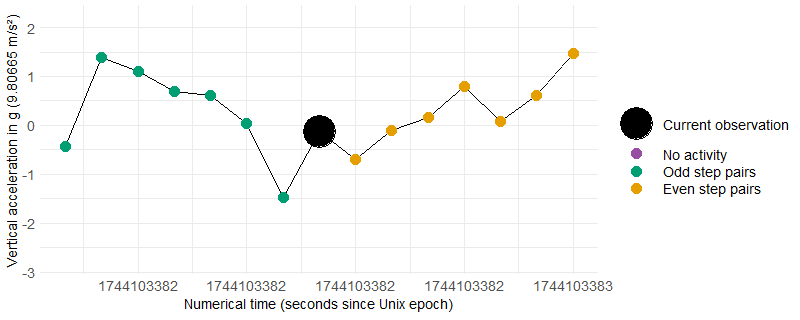 Vertical acceleration in g (9.80665 m/s²)
2
1
0
-1
-2
-3
1744103382 1744103382 1744103382 1744103382 1744103383
Numerical time (seconds since Unix epoch)
Current observation
No activity
Odd step pairs
Even step pairs